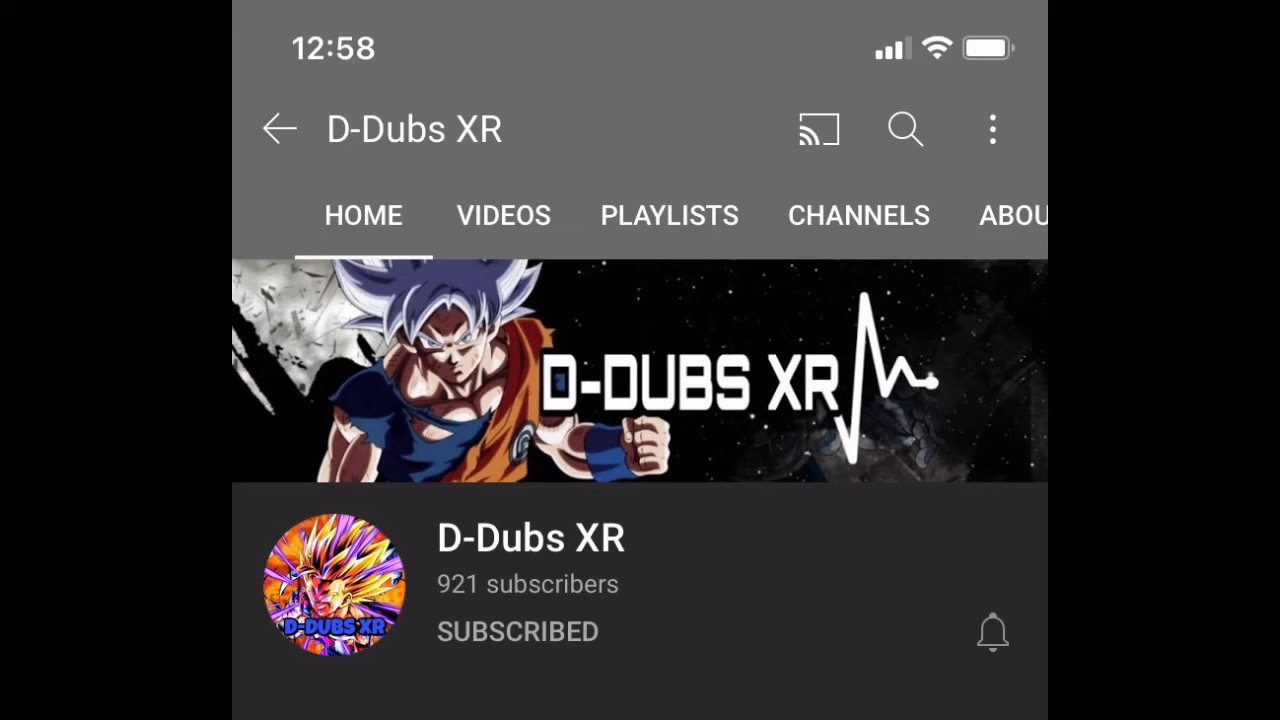 12:58
D-Dubs XR
HOME VIDEOS PLAYLISTS CHANNELS ABOU
D-DUBS XR
D-Dubs XR
921 subscribers
D-DUBS XR
SUBSCRIBED